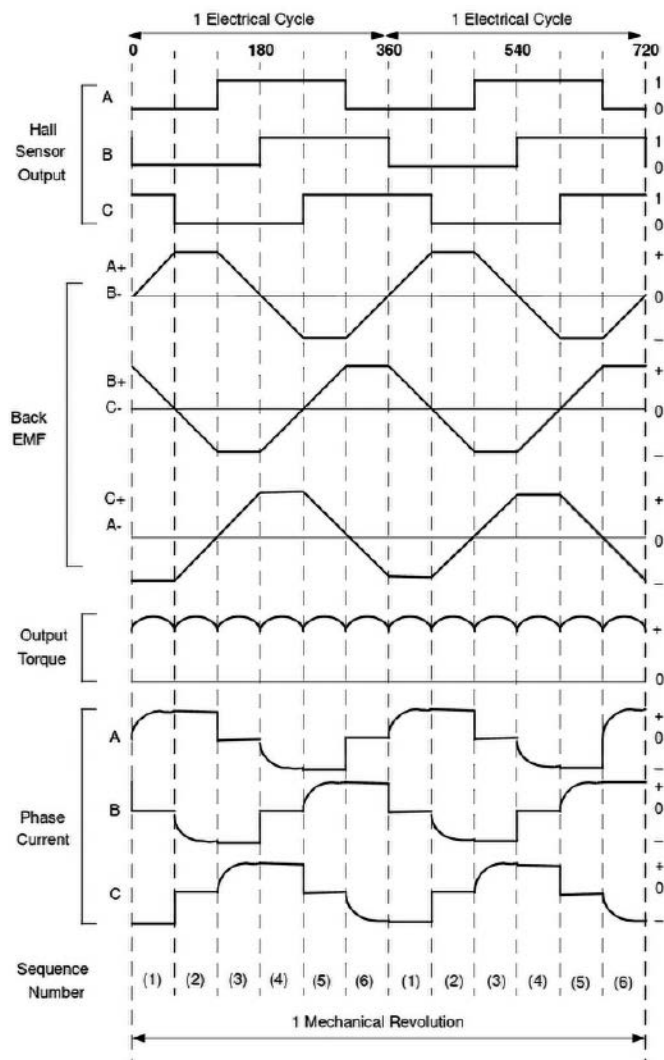 1 Electrical Cycle 1 Electrical Cycle
0 180 360 540 720
Hall
Sensor
Output
A 1
0
B 1
0
C 1
0
Back
EMF
A+ +
B- 0
–
B+ +
C- 0
–
C+ +
A- 0
–
Output
Torque
+
0
Phase
Current
A +
0
–
B +
0
–
C +
0
–
Sequence
Number
(1) (2) (3) (4) (5) (6) (1) (2) (3) (4) (5) (6)
1 Mechanical Revolution